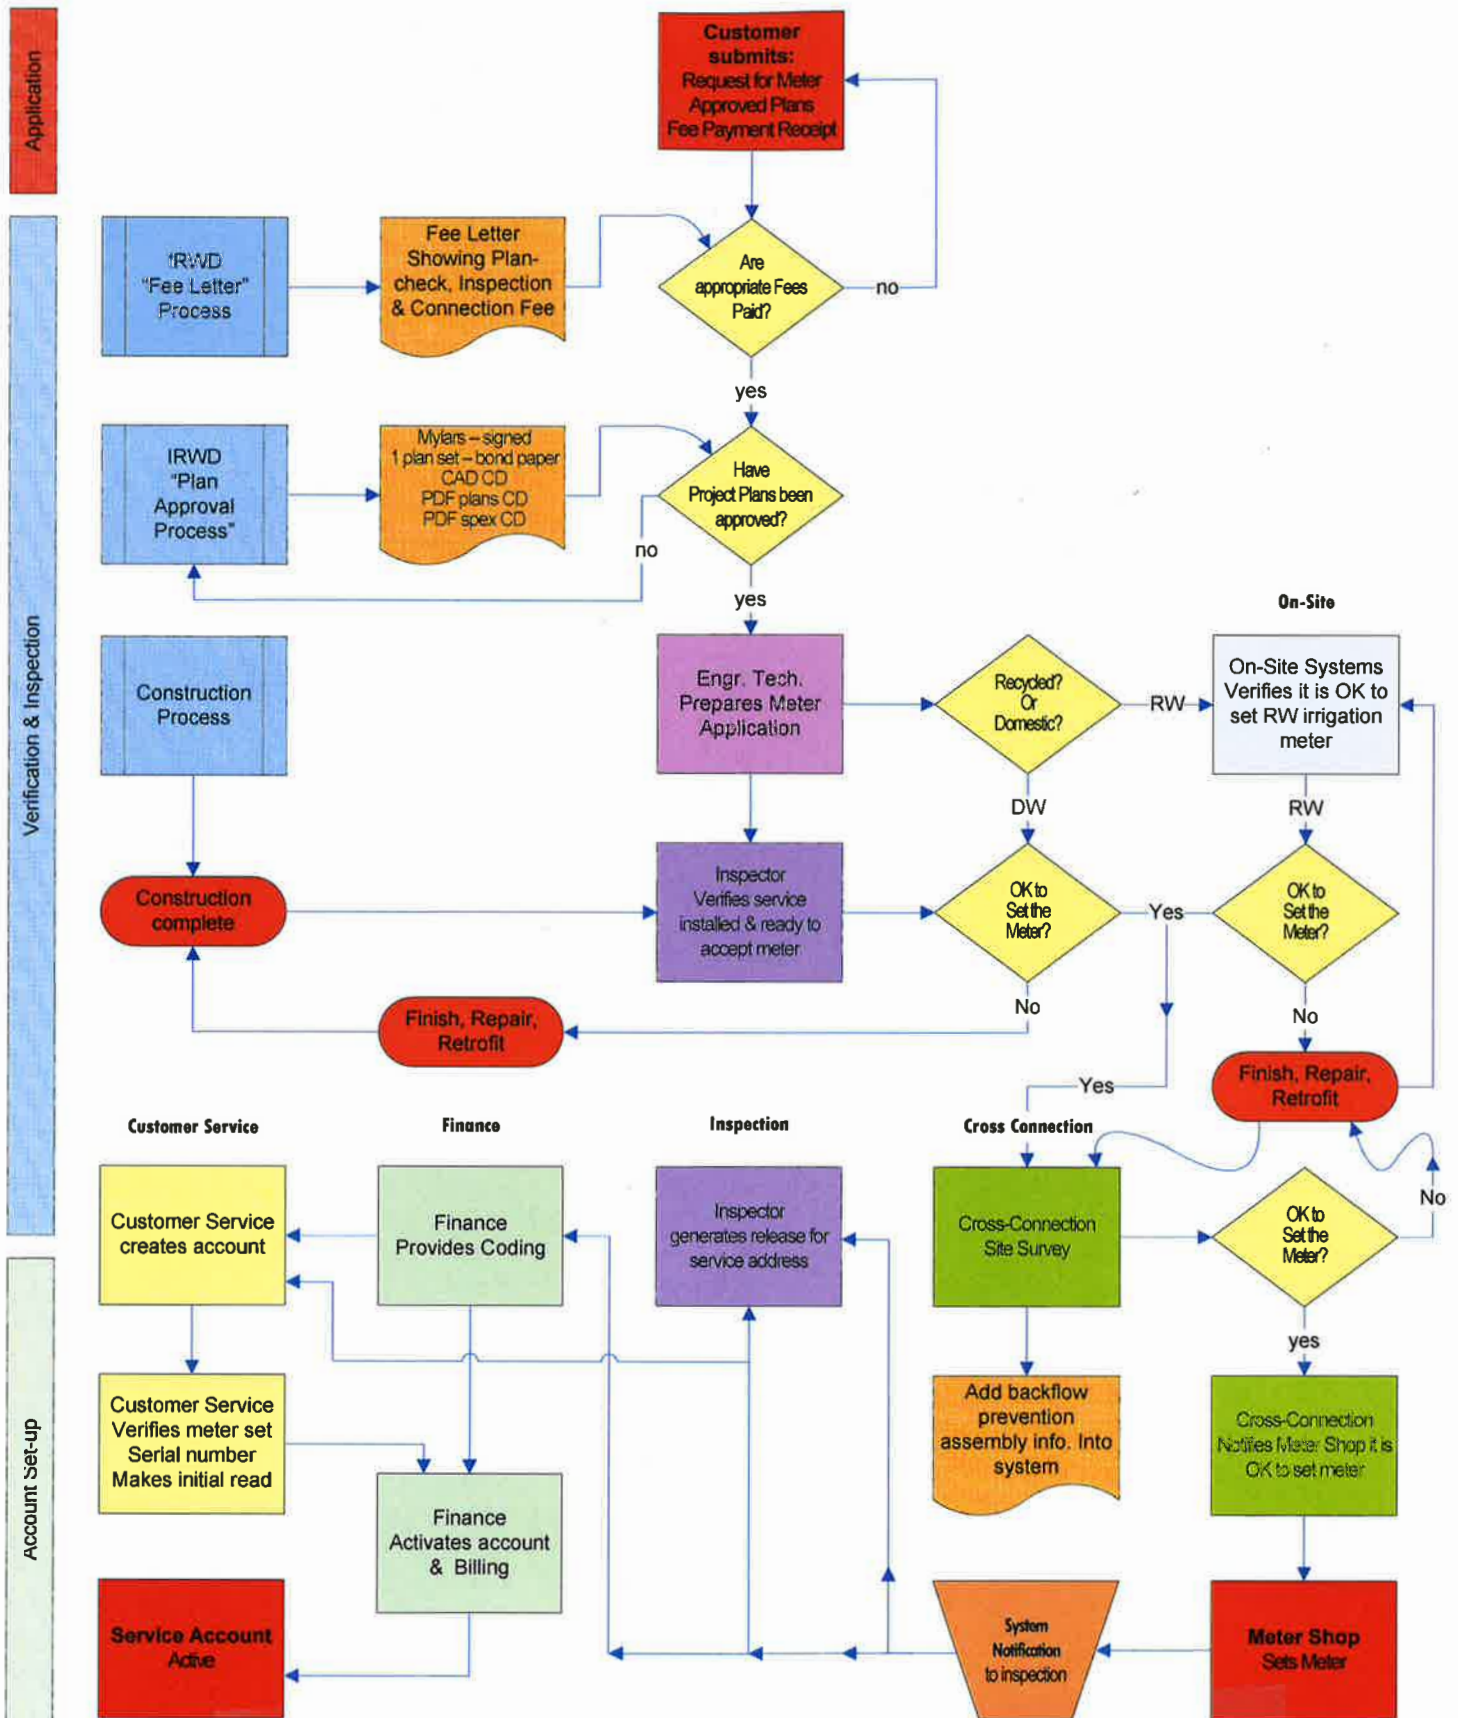 Application
Customer
submits:
Request for Meter
Approved Plans
Fee Payment Receipt
Verification & Inspection
IRWD
"Fee Letter"
Process
Fee Letter
Showing Plan-
check, Inspection
& Connection Fee
Are
appropriate Fees
Paid?
no
yes
IRWD
"Plan
Approval
Process"
Mylars – signed
1 plan set – bond paper
CAD CD
PDF plans CD
PDF spex CD
Have
Project Plans been
approved?
no
yes
On-Site
Construction
Process
Engr. Tech.
Prepares Meter
Application
Recycled?
Or
Domestic?
RW
On-Site Systems
Verifies it is OK to
set RW irrigation
meter
DW
RW
Construction
complete
Inspector
Verifies service
installed & ready to
accept meter
OK to
Set the
Meter?
Yes
OK to
Set the
Meter?
No
No
Finish, Repair,
Retrofit
Yes
Finish, Repair,
Retrofit
Customer Service
Finance
Inspection
Cross Connection
Account Set-up
Customer Service
creates account
Finance
Provides Coding
Inspector
generates release for
service address
Cross-Connection
Site Survey
OK to
Set the
Meter?
No
yes
Customer Service
Verifies meter set
Serial number
Makes initial read
Finance
Activates account
& Billing
Add backflow
prevention
assembly info. Into
system
Cross-Connection
Notifies Meter Shop it is
OK to set meter
Service Account
Active
System
Notification
to inspection
Meter Shop
Sets Meter